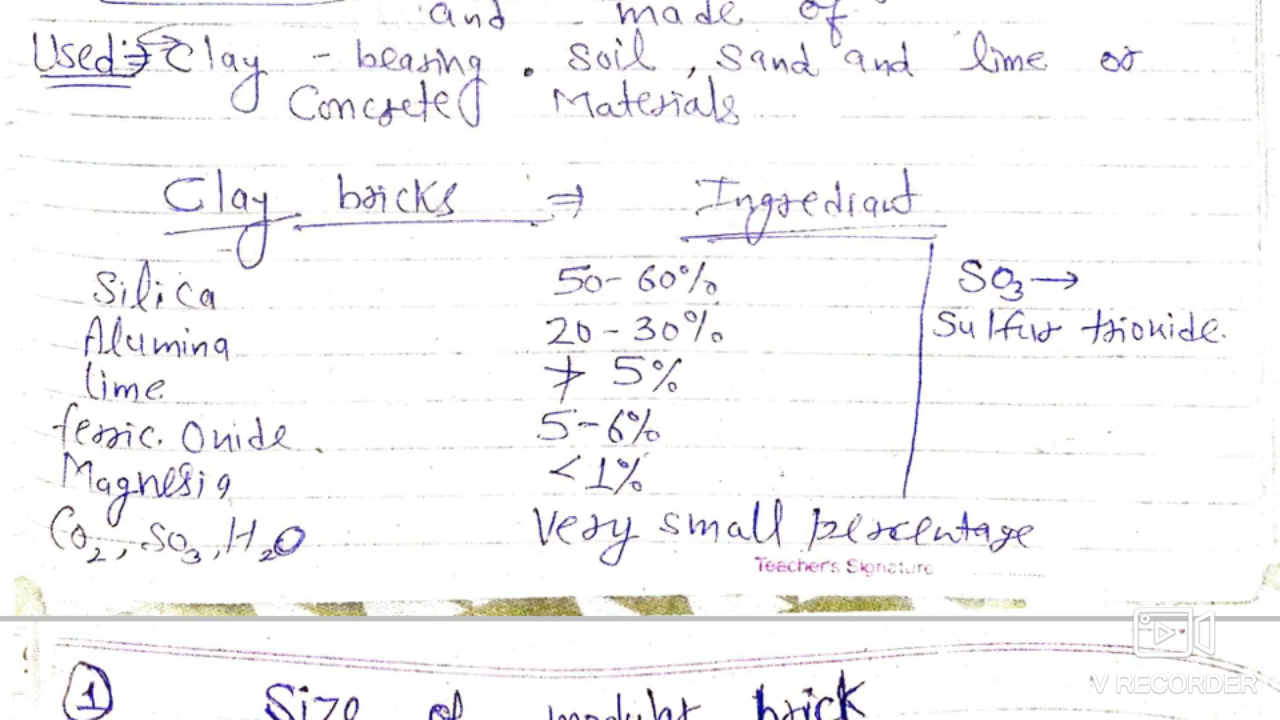 and made of
Used:⇒ Clay - bearing . Soil , Sand and lime or
Concrete Materials
Clay bricks ⇒ Ingrediant
Silica 50-60%
Alumina 20-30%
lime ≯ 5%
ferric. Oxide 5-6%
Magnesia <1%
Co2, SO3, H2O Very small percentage
SO3 →
Sulfur trioxide.
Teacher's Signature
V RECORDER
1 Size of modular brick